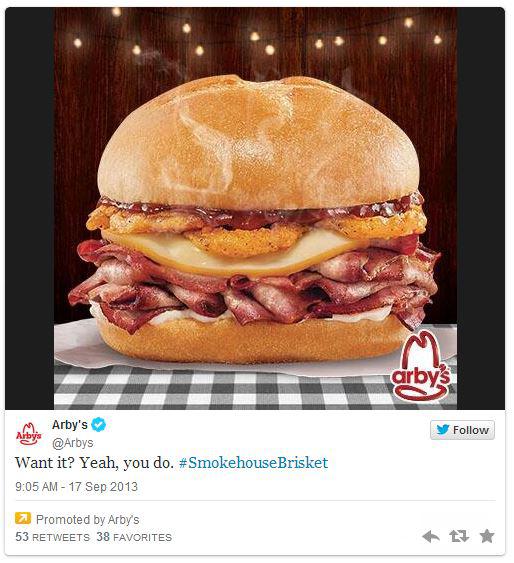 arby's
Arby's
Arby's
@Arbys
Follow
Want it? Yeah, you do. #SmokehouseBrisket
9:05 AM - 17 Sep 2013
Promoted by Arby's
53 RETWEETS 38 FAVORITES